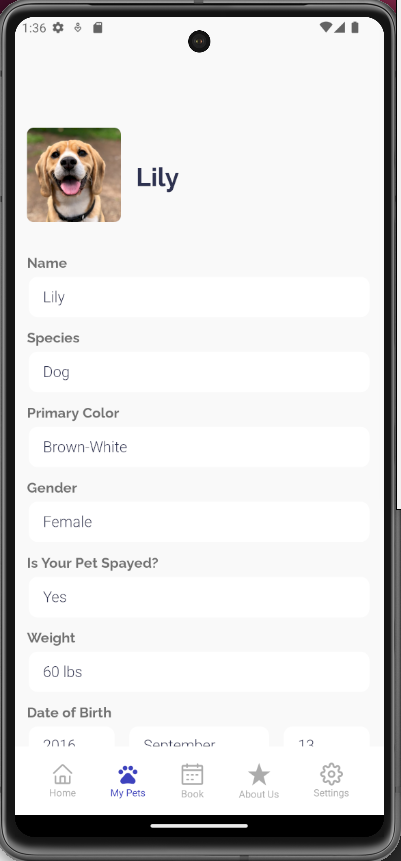 1:36
Lily
Name
Lily
Species
Dog
Primary Color
Brown-White
Gender
Female
Is Your Pet Spayed?
Yes
Weight
60 lbs
Date of Birth
2016 September 13
Home My Pets Book About Us Settings